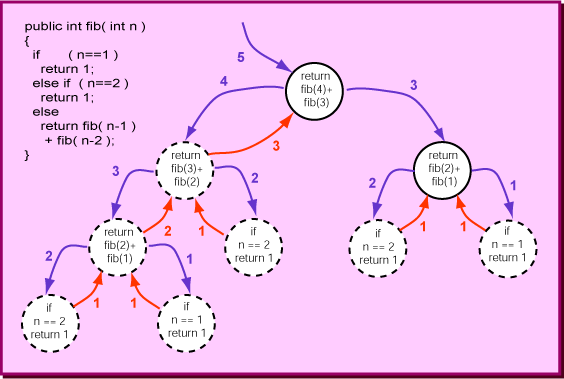 public int fib( int n )
{
if ( n==1 )
return 1;
else if ( n==2 )
return 1;
else
return fib( n-1 )
+ fib( n-2 );
}
5
return
fib(4)+
fib(3)
4
3
3
return
fib(3)+
fib(2)
return
fib(2)+
fib(1)
3
2
2
1
2
1
1
1
return
fib(2)+
fib(1)
if
n == 2
return 1
if
n == 2
return 1
if
n == 1
return 1
2
1
1
1
if
n == 2
return 1
if
n == 1
return 1